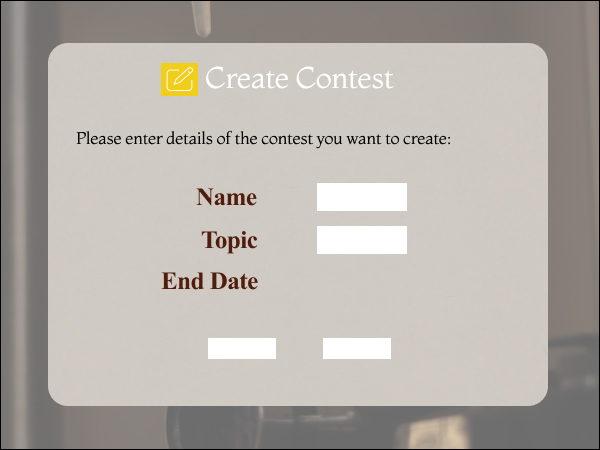 Create Contest
Please enter details of the contest you want to create:
Name
Topic
End Date